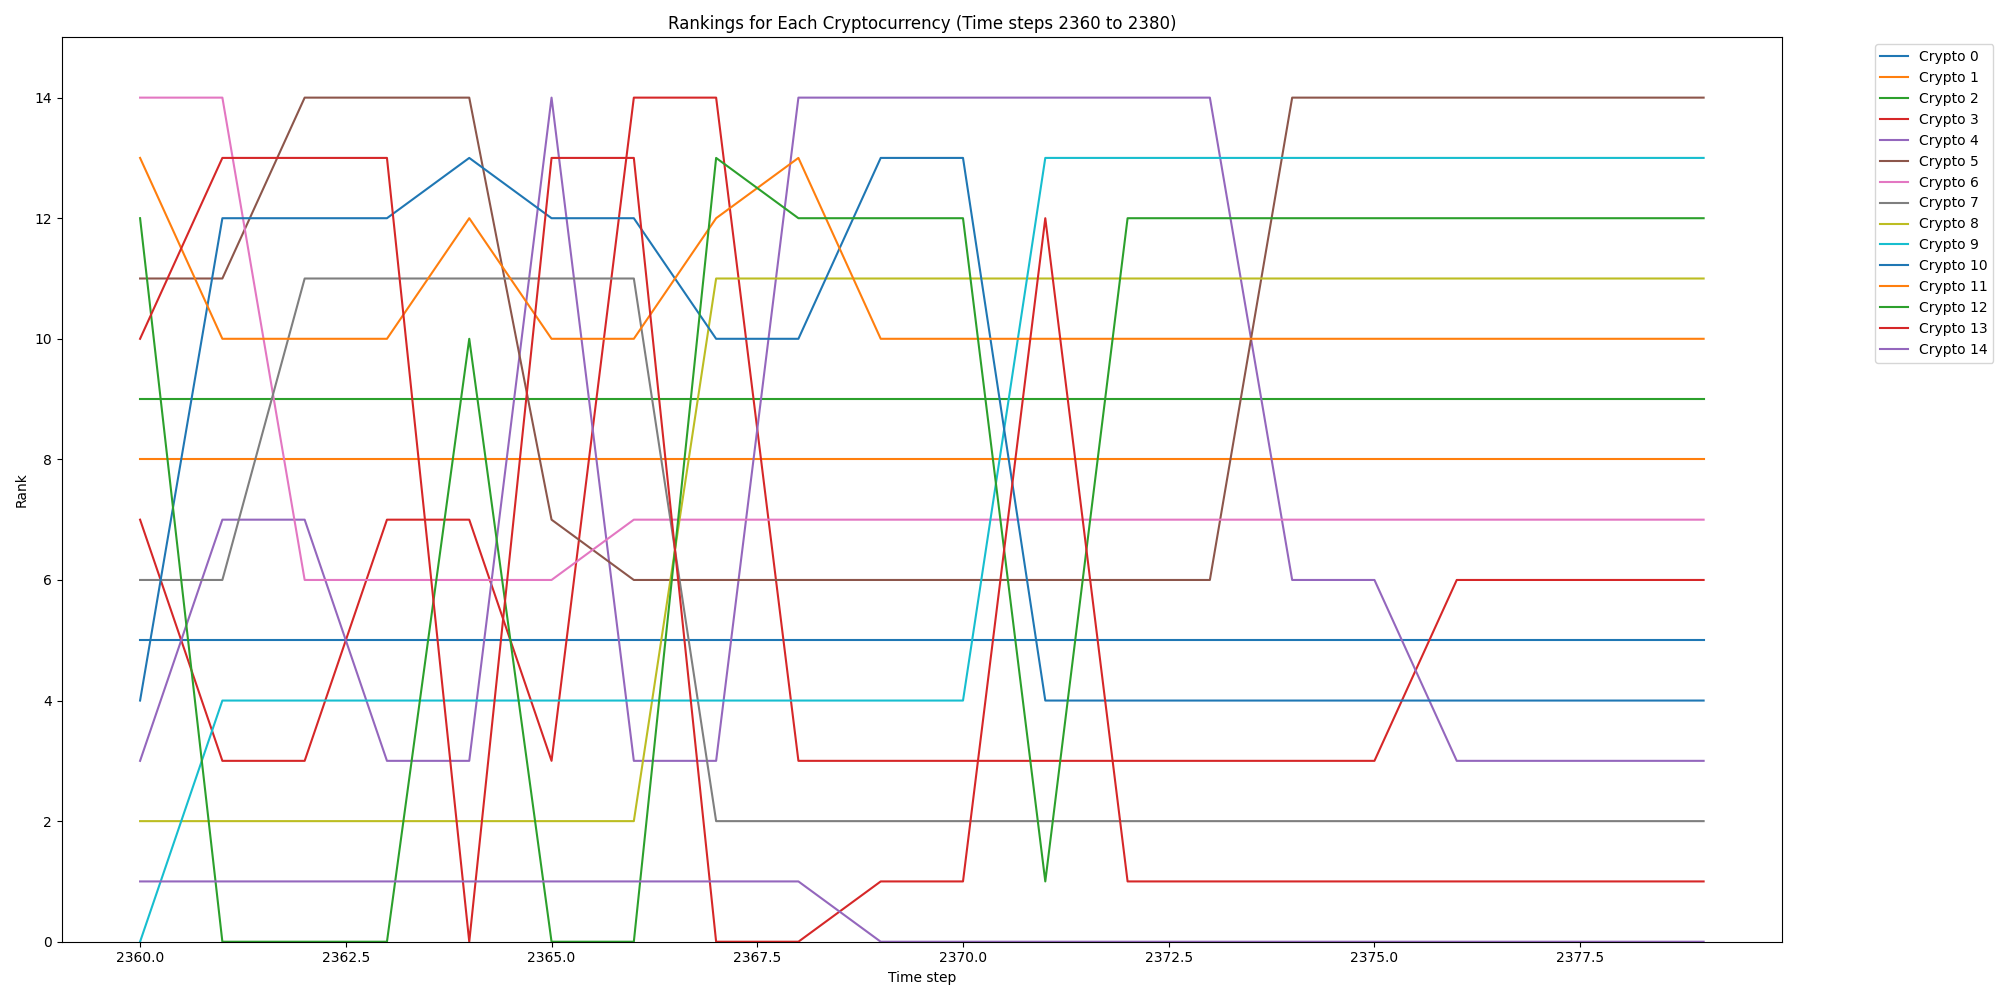 Rankings for Each Cryptocurrency (Time steps 2360 to 2380)
Rank
14
12
10
8
6
4
2
0
2360.0 2362.5 2365.0 2367.5 2370.0 2372.5 2375.0 2377.5
Time step
Crypto 0
Crypto 1
Crypto 2
Crypto 3
Crypto 4
Crypto 5
Crypto 6
Crypto 7
Crypto 8
Crypto 9
Crypto 10
Crypto 11
Crypto 12
Crypto 13
Crypto 14